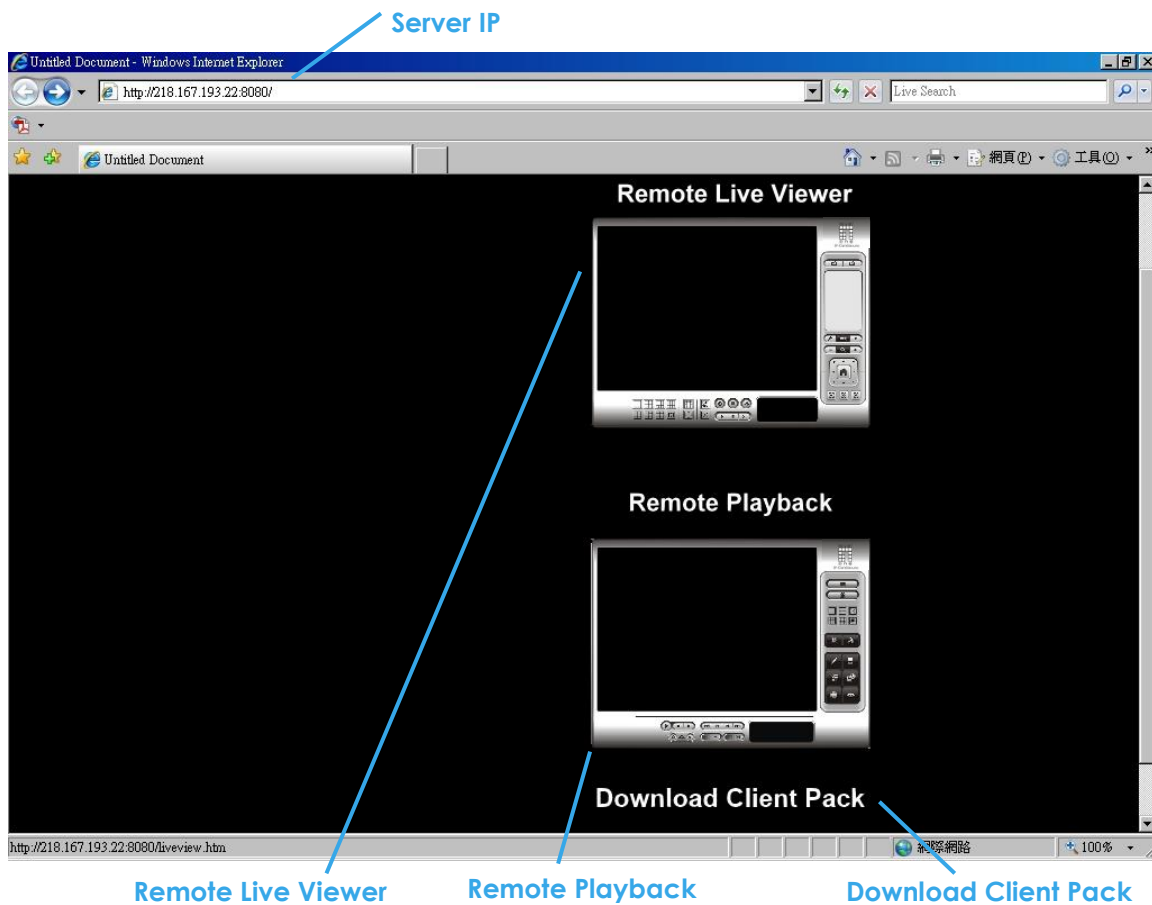 Server IP
Untitled Document - Windows Internet Explorer
http://218.167.193.22:8080/
Live Search
Untitled Document
網頁(P)
工具(O)
Remote Live Viewer
Remote Playback
Download Client Pack
http://218.167.193.22:8080/liveview.htm
網際網路
100%
Remote Live Viewer
Remote Playback
Download Client Pack